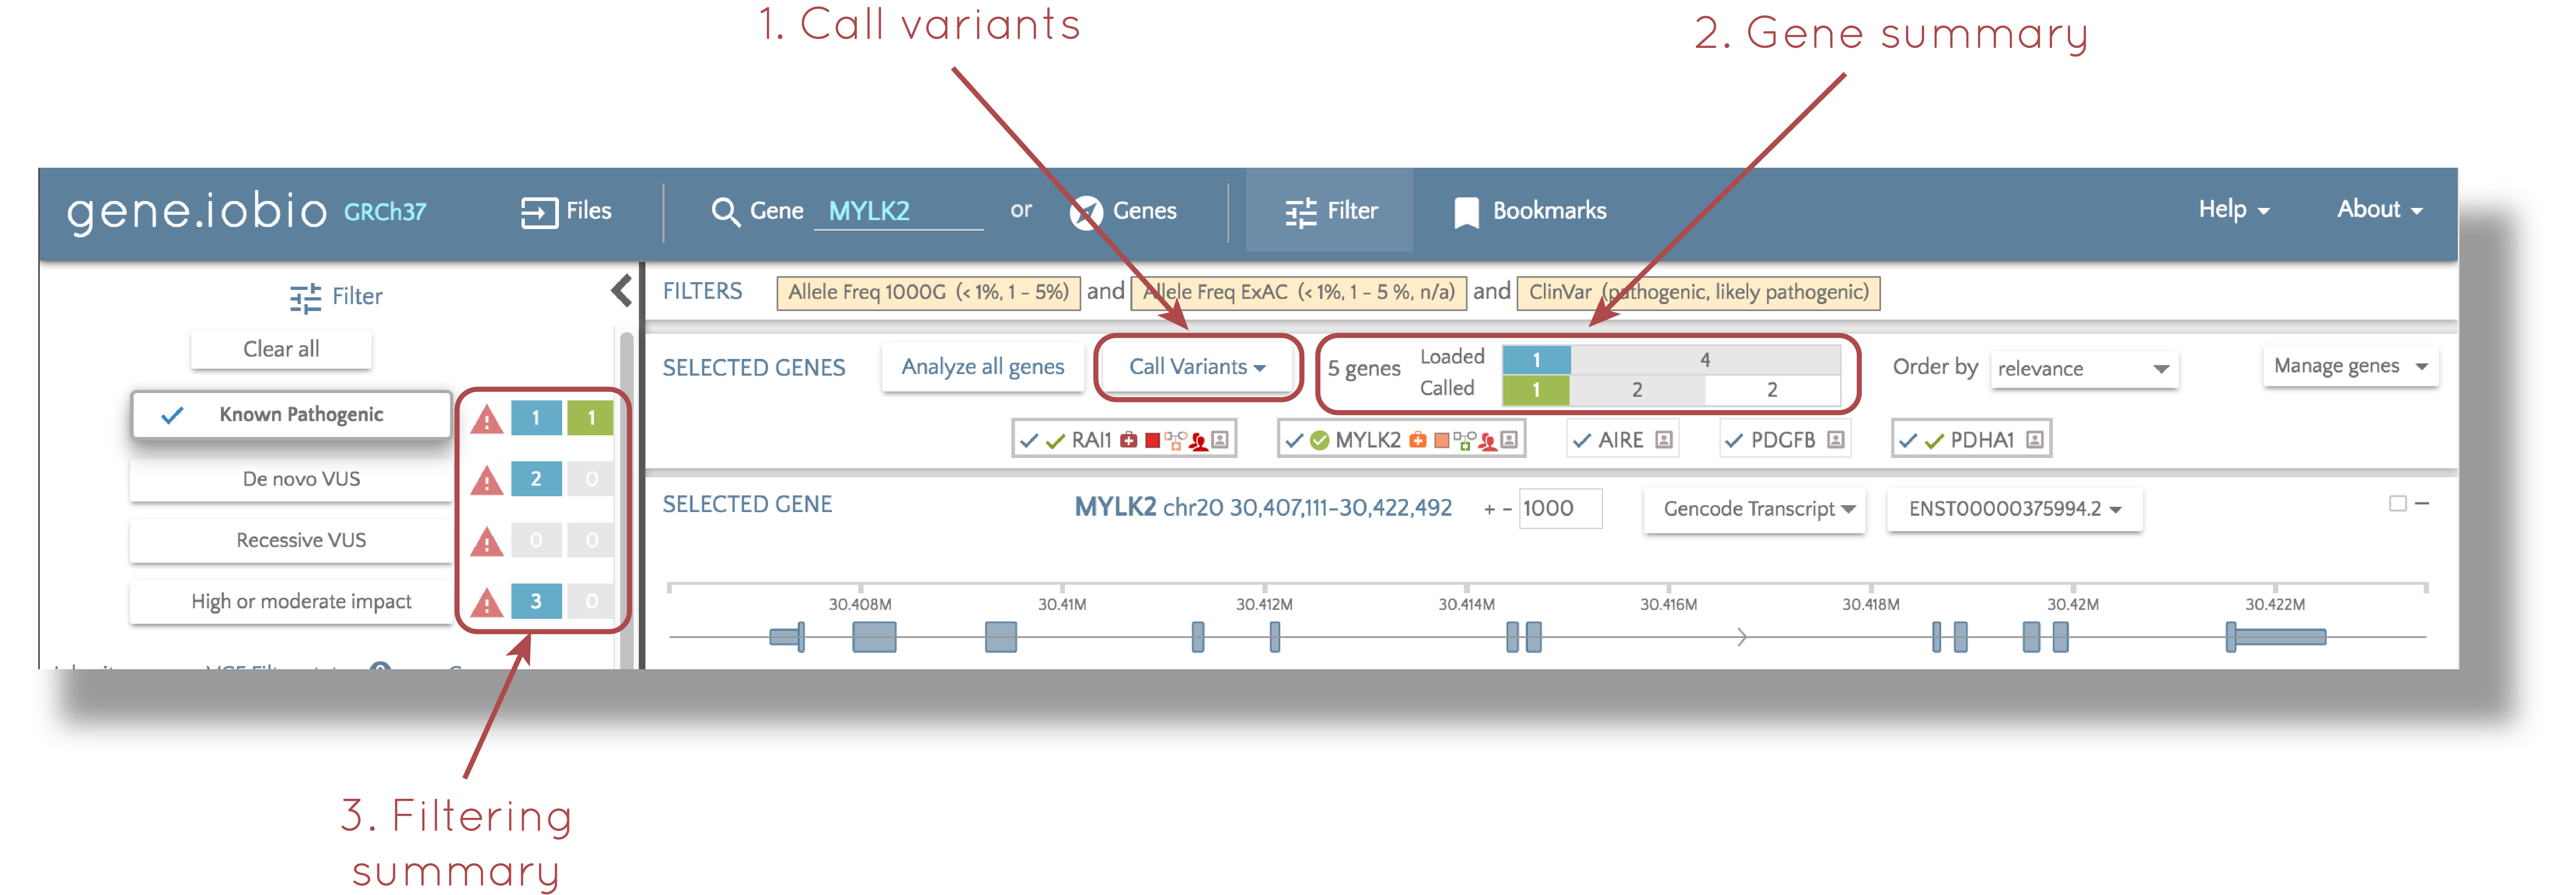 1. Call variants
2. Gene summary
gene.iobio GRCh37 Files Gene MYLK2 or Genes Filter Bookmarks Help About
Filter
Clear all
Known Pathogenic 1 1
De novo VUS 2 0
Recessive VUS 0 0
High or moderate impact 3 0
FILTERS Allele Freq 1000G (< 1%, 1 - 5%) and Allele Freq ExAC (< 1%, 1 - 5 %, n/a) and ClinVar (pathogenic, likely pathogenic)
SELECTED GENES Analyze all genes Call Variants 5 genes Loaded 1 4 Order by relevance Manage genes
Called 1 2 2
RAI1 MYLK2 AIRE PDGFB PDHA1
SELECTED GENE MYLK2 chr20 30,407,111-30,422,492 + - 1000 Gencode Transcript ENST00000375994.2
30.408M 30.41M 30.412M 30.414M 30.416M 30.418M 30.42M 30.422M
3. Filtering
summary